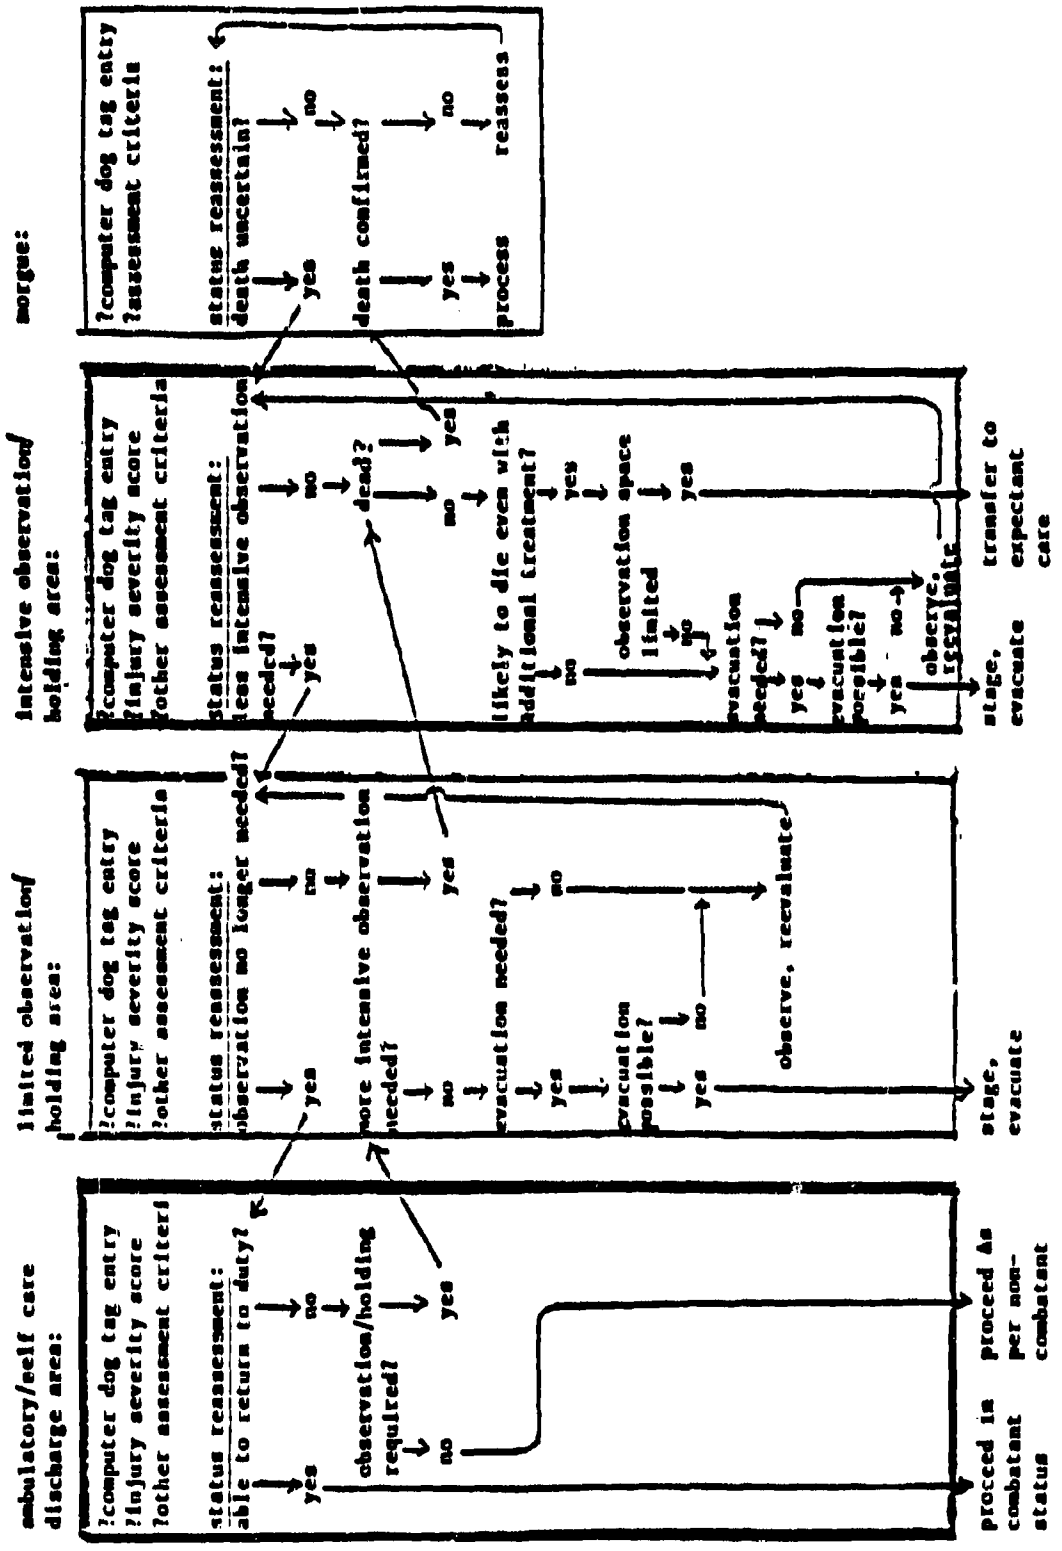 ambulatory/self care
discharge area:
?computer dog tag entry
?injury severity score
?other assessment criteri
status reassessment:
able to return to duty?
yes
no
observation/holding
required?
no
yes
proceed in
combatant
status
proceed as
per non-
combatant
limited observation/
holding area:
?computer dog tag entry
?injury severity score
?other assessment criteria
status reassessment:
observation no longer needed?
yes
no
more intensive observation
needed?
no
yes
evacuation needed?
yes
no
evacuation
possible?
yes
no
observe, reevaluate
stage,
evacuate
intensive observation/
holding area:
?computer dog tag entry
?injury severity score
?other assessment criteria
Status reassessment:
less intensive observation
needed?
yes
no
dead?
no
yes
likely to die even with
Additional treatment?
no
yes
observation space
limited
no
yes
evacuation
needed?
yes
no
evacuation
possible?
yes
no
observe,
reevaluate
stage,
evacuate
transfer to
expectant
care
morgue:
?computer dog tag entry
?assessment criteria
status reassessment:
death uncertain?
yes
no
death confirmed?
yes
no
process
reassess